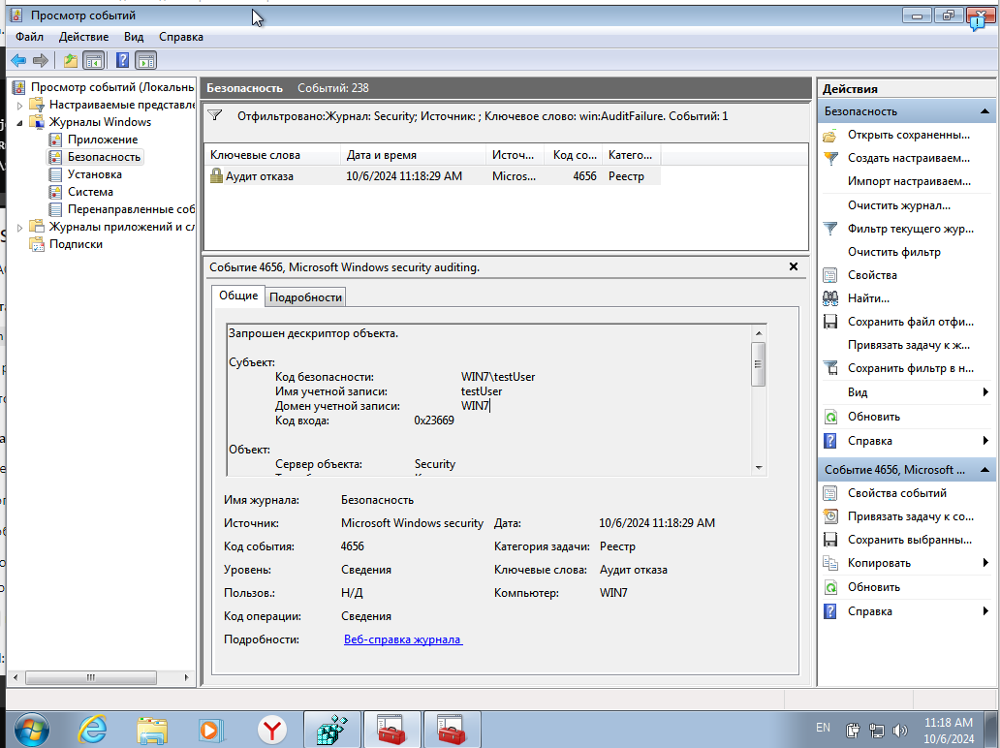 Просмотр событий
Файл Действие Вид Справка
Просмотр событий (Локальны
Настраиваемые представле
Журналы Windows
Приложение
Безопасность
Установка
Система
Перенаправленные соб
Журналы приложений и сл
Подписки
Безопасность Событий: 238
Отфильтровано:Журнал: Security; Источник: ; Ключевое слово: win:AuditFailure. Событий: 1
Ключевые слова Дата и время Источ... Код со... Катего...
Аудит отказа 10/6/2024 11:18:29 AM Micros... 4656 Реестр
Событие 4656, Microsoft Windows security auditing.
Общие Подробности
Запрошен дескриптор объекта.
Субъект:
Код безопасности: WIN7\testUser
Имя учетной записи: testUser
Домен учетной записи: WIN7
Код входа: 0x23669
Объект:
Сервер объекта: Security
Имя журнала: Безопасность
Источник: Microsoft Windows security Дата: 10/6/2024 11:18:29 AM
Код события: 4656 Категория задачи: Реестр
Уровень: Сведения Ключевые слова: Аудит отказа
Пользов.: Н/Д Компьютер: WIN7
Код операции: Сведения
Подробности: Веб-справка журнала
Действия
Безопасность
Открыть сохраненны...
Создать настраиваем...
Импорт настраиваем...
Очистить журнал...
Фильтр текущего жур...
Очистить фильтр
Свойства
Найти...
Сохранить файл отфи...
Привязать задачу к ж...
Сохранить фильтр в н...
Вид
Обновить
Справка
Событие 4656, Microsoft ...
Свойства событий
Привязать задачу к со...
Сохранить выбранны...
Копировать
Обновить
Справка
EN
11:18 AM
10/6/2024